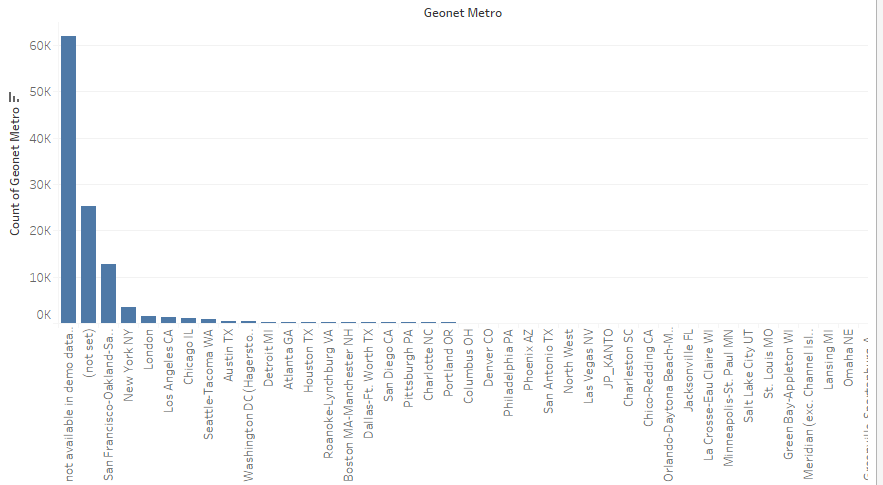 Geonet Metro
Count of Geonet Metro
60K
50K
40K
30K
20K
10K
0K
not available in demo data..
(not set)
San Francisco-Oakland-Sa..
New York NY
London
Los Angeles CA
Chicago IL
Seattle-Tacoma WA
Austin TX
Washington DC (Hagersto..
Detroit MI
Atlanta GA
Houston TX
Roanoke-Lynchburg VA
Boston MA-Manchester NH
Dallas-Ft. Worth TX
San Diego CA
Pittsburgh PA
Charlotte NC
Portland OR
Columbus OH
Denver CO
Philadelphia PA
Phoenix AZ
San Antonio TX
North West
Las Vegas NV
JP_KANTO
Charleston SC
Chico-Redding CA
Orlando-Daytona Beach-M..
Jacksonville FL
La Crosse-Eau Claire WI
Minneapolis-St. Paul MN
Salt Lake City UT
St. Louis MO
Green Bay-Appleton WI
Meridian (exc. Channel Isl..
Lansing MI
Omaha NE